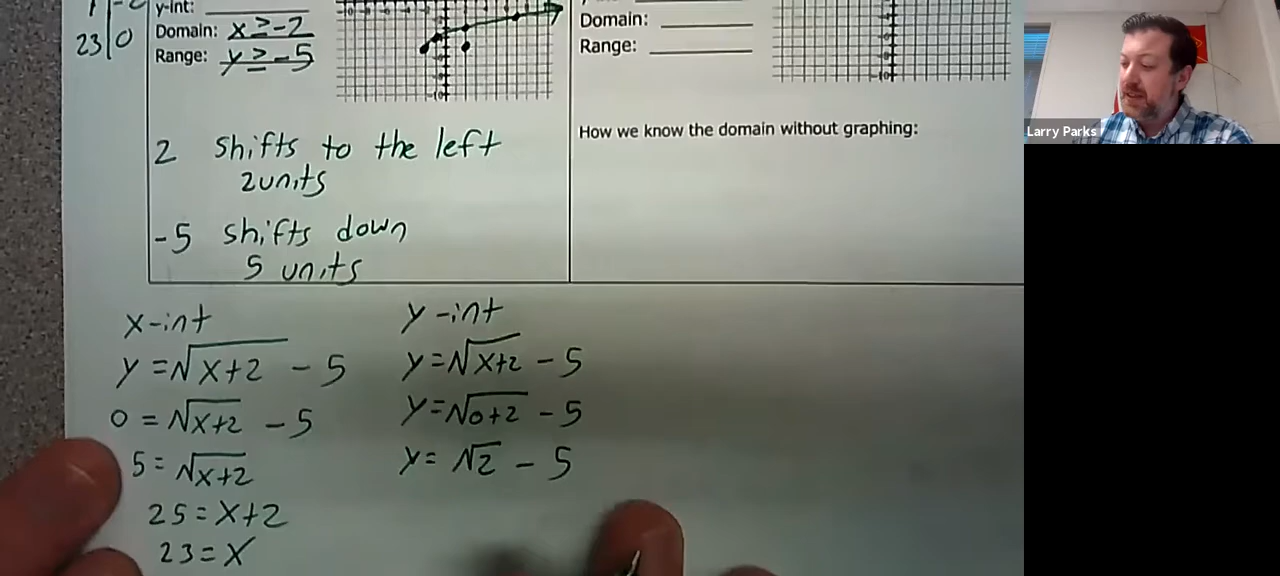 y-int:
23 | 0
Domain: x ≥ -2
Range: y ≥ -5
-10
2 shifts to the left
2 units
-5 shifts down
5 units
Domain:
Range:
-10
How we know the domain without graphing:
x-int
y = √x+2 - 5
0 = √x+2 - 5
5 = √x+2
25 = x+2
23 = x
y-int
y = √x+2 - 5
y = √0+2 - 5
y = √2 - 5
Larry Parks